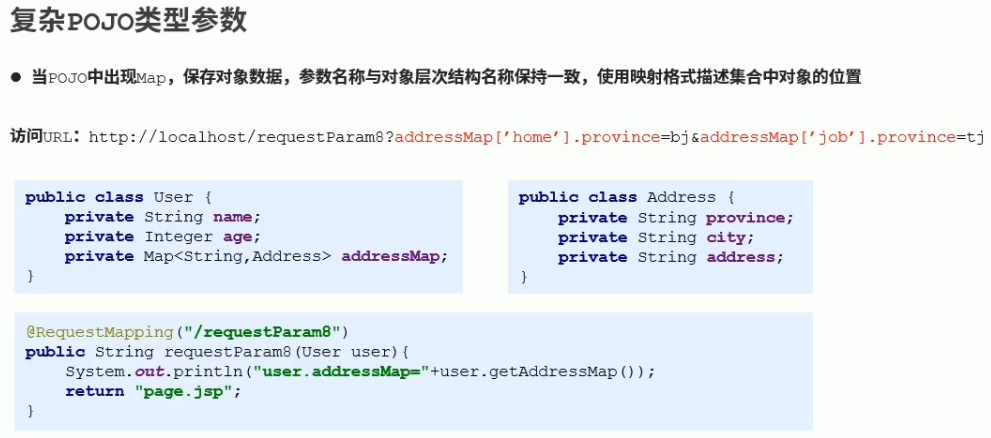 复杂POJO类型参数
● 当POJO中出现Map，保存对象数据，参数名称与对象层次结构名称保持一致，使用映射格式描述集合中对象的位置
访问URL：http://localhost/requestParam8?addressMap[’home’].province=bj&addressMap[’job’].province=tj
public class User {
    private String name;
    private Integer age;
    private Map<String,Address> addressMap;
}
public class Address {
    private String province;
    private String city;
    private String address;
}
@RequestMapping("/requestParam8")
public String requestParam8(User user){
    System.out.println("user.addressMap="+user.getAddressMap());
    return "page.jsp";
}